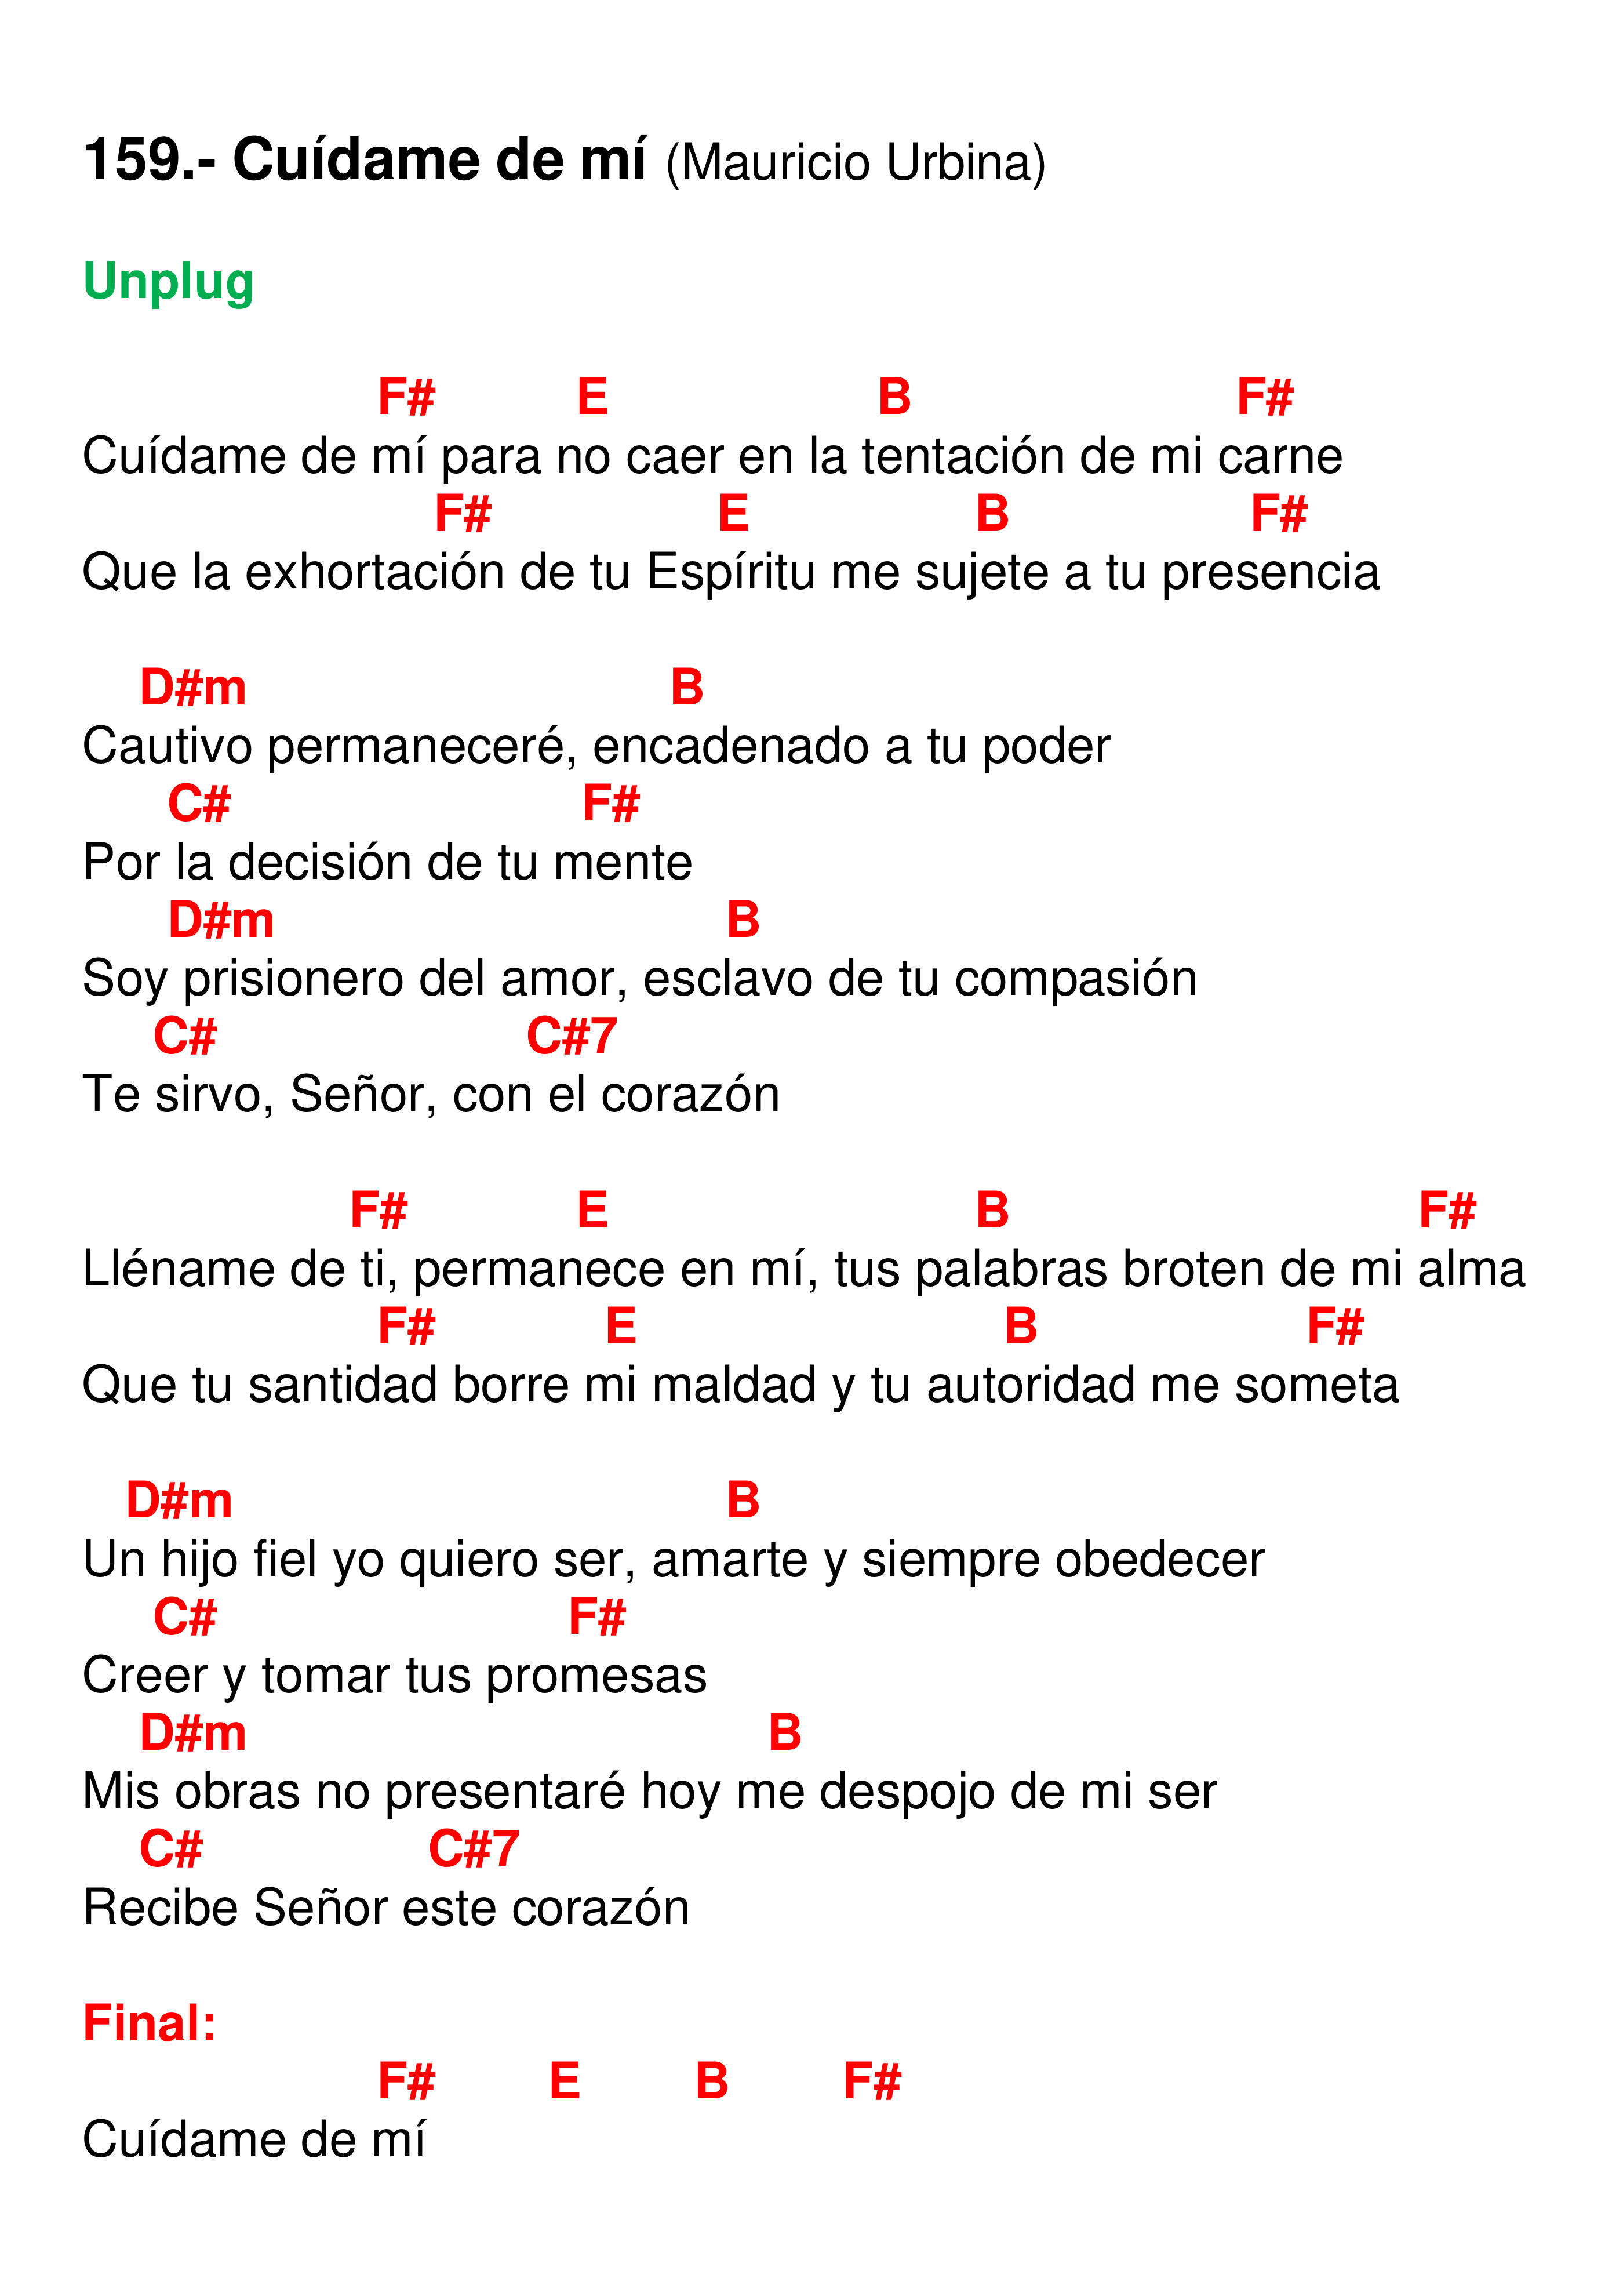 159.- Cuídame de mí (Mauricio Urbina)
Unplug
F# E B F#
Cuídame de mí para no caer en la tentación de mi carne
F# E B F#
Que la exhortación de tu Espíritu me sujete a tu presencia
D#m B
Cautivo permaneceré, encadenado a tu poder
C# F#
Por la decisión de tu mente
D#m B
Soy prisionero del amor, esclavo de tu compasión
C# C#7
Te sirvo, Señor, con el corazón
F# E B F#
Lléname de ti, permanece en mí, tus palabras broten de mi alma
F# E B F#
Que tu santidad borre mi maldad y tu autoridad me someta
D#m B
Un hijo fiel yo quiero ser, amarte y siempre obedecer
C# F#
Creer y tomar tus promesas
D#m B
Mis obras no presentaré hoy me despojo de mi ser
C# C#7
Recibe Señor este corazón
Final:
F# E B F#
Cuídame de mí